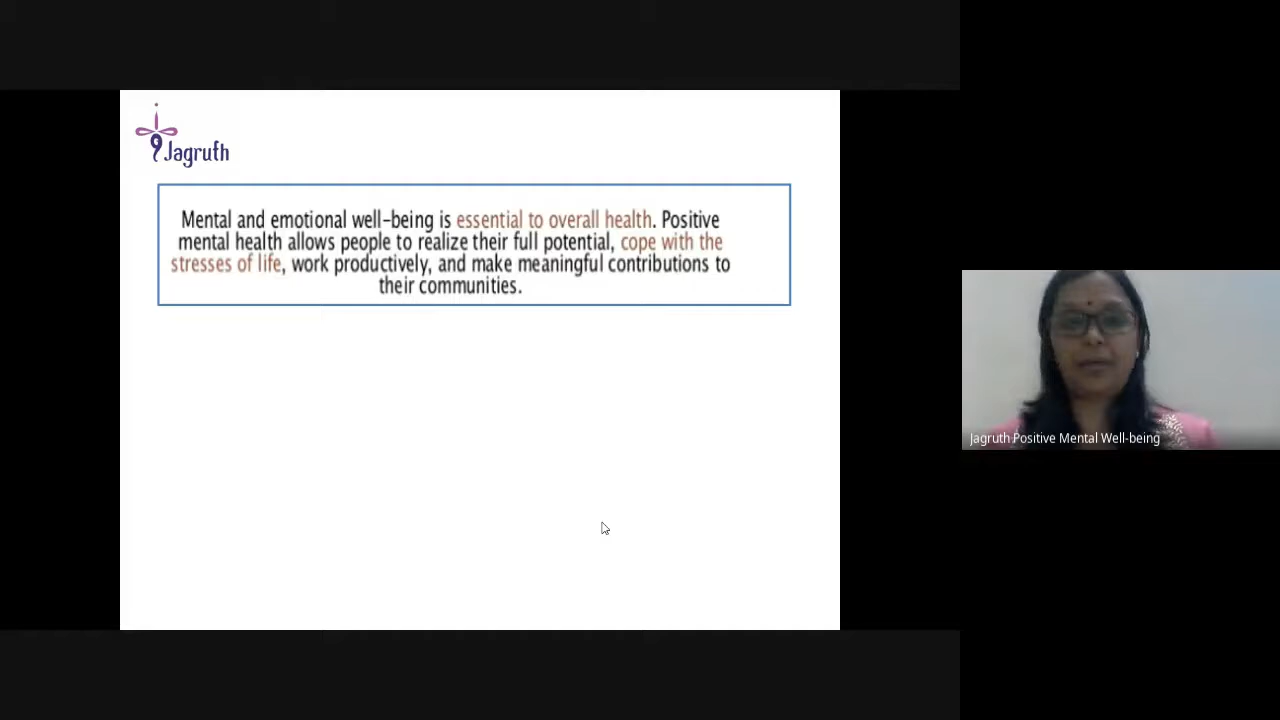 Jagruth
Mental and emotional well-being is essential to overall health. Positive
mental health allows people to realize their full potential, cope with the
stresses of life, work productively, and make meaningful contributions to
their communities.
Jagruth Positive Mental Well-being